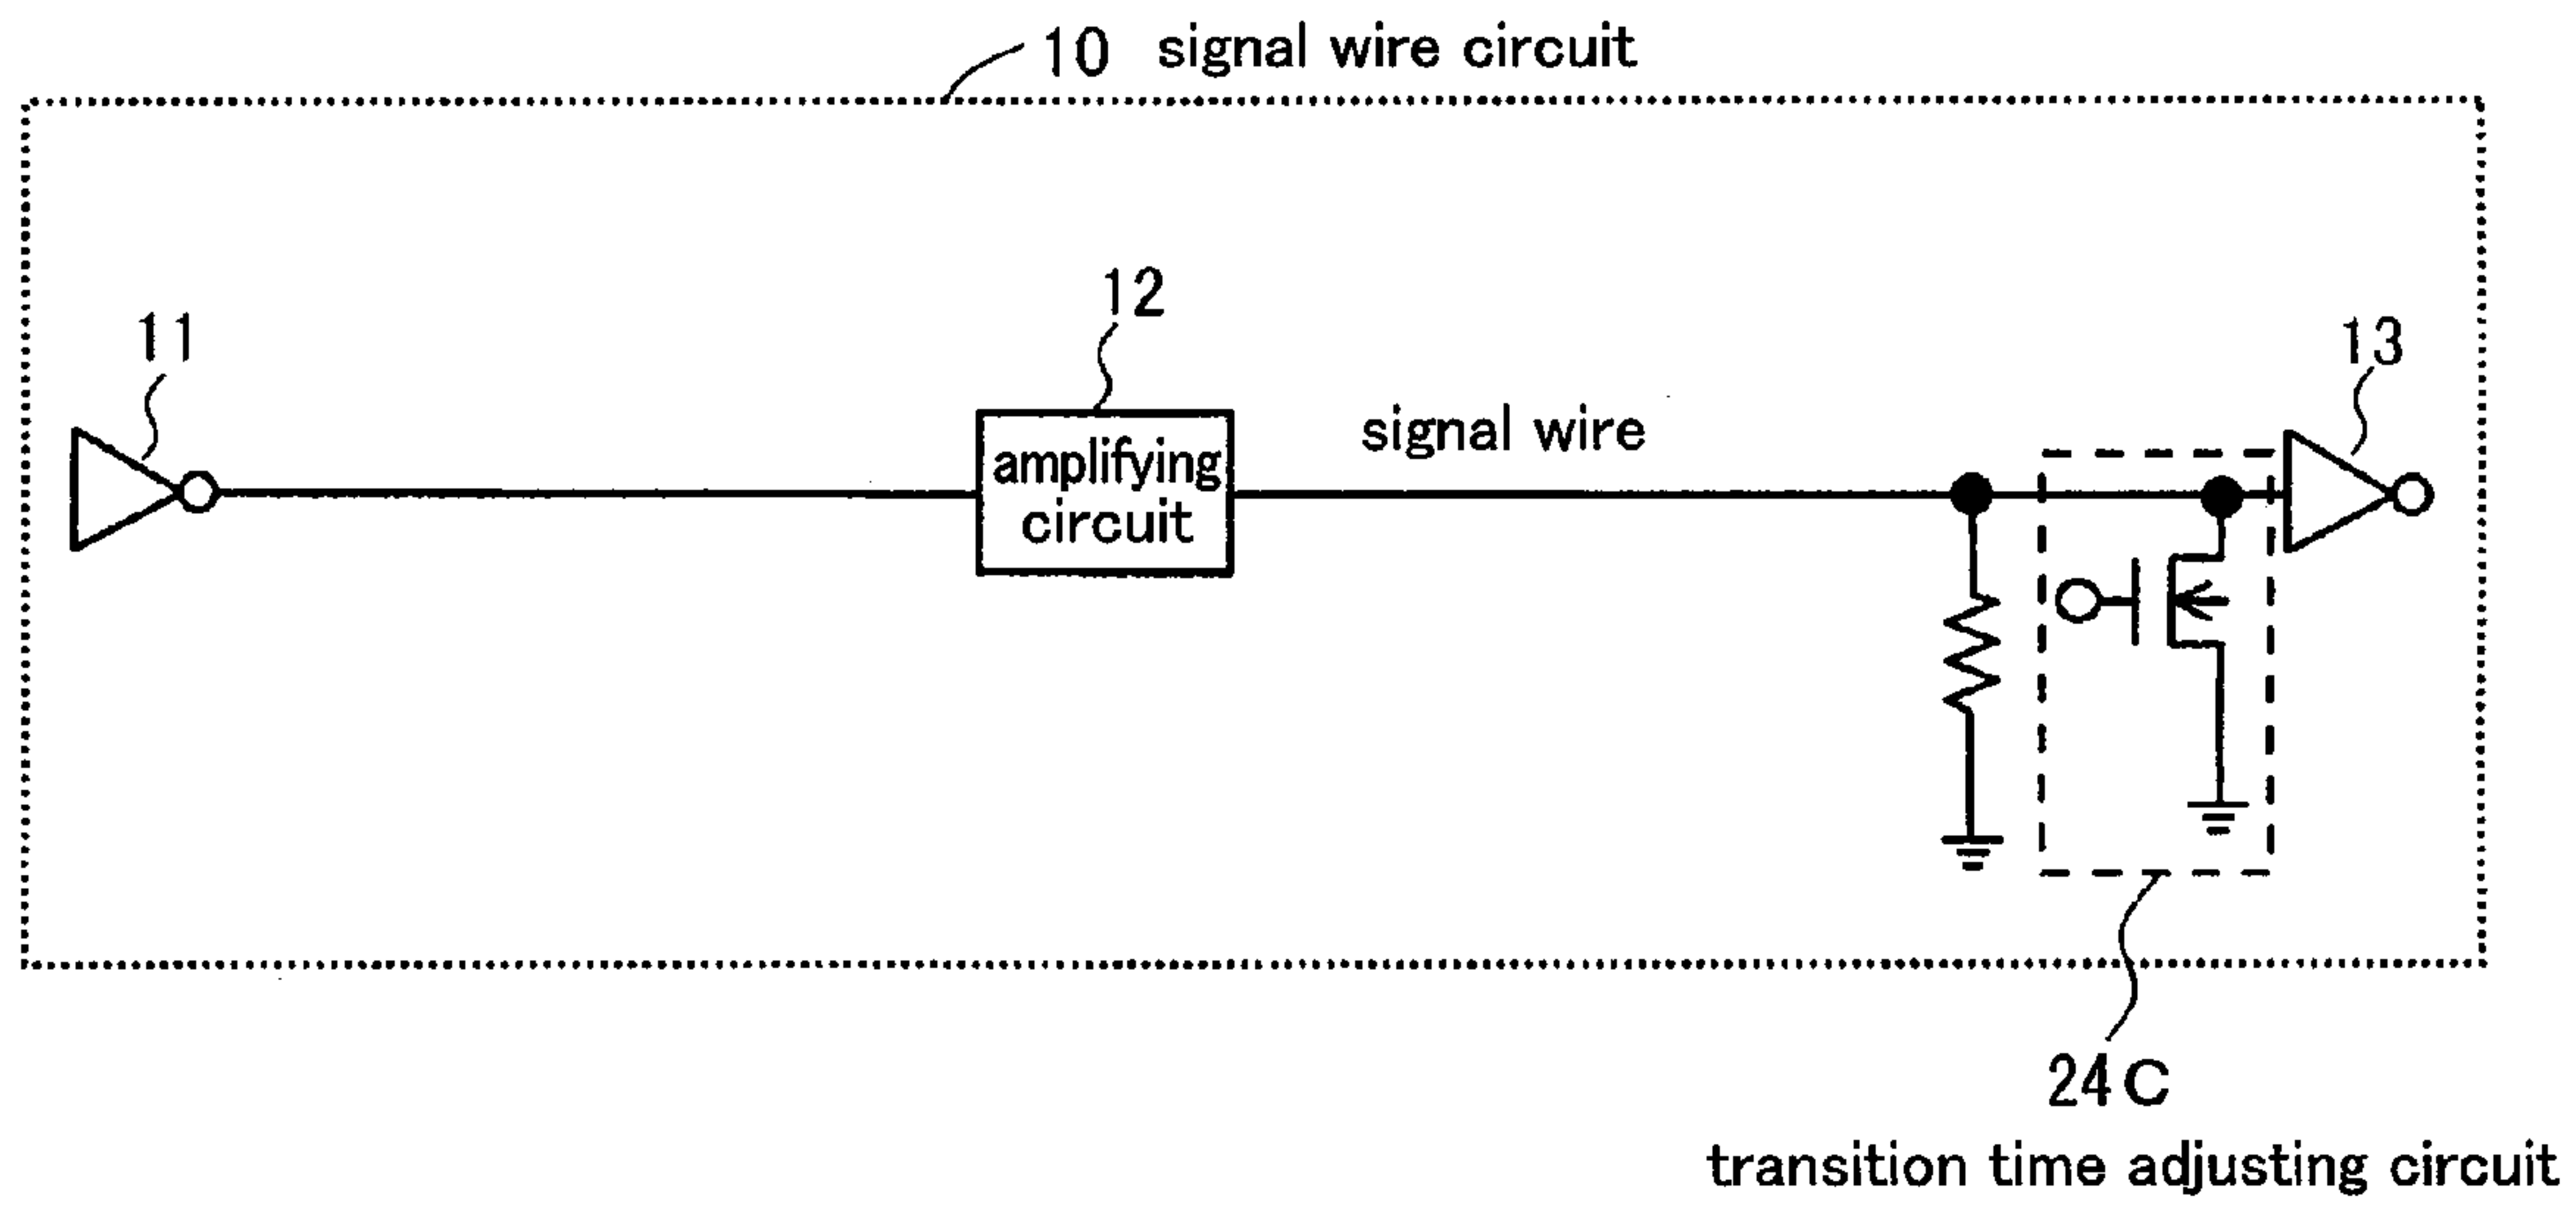 10 signal wire circuit
12
11
13
signal wire
amplifying
circuit
24C
transition time adjusting circuit